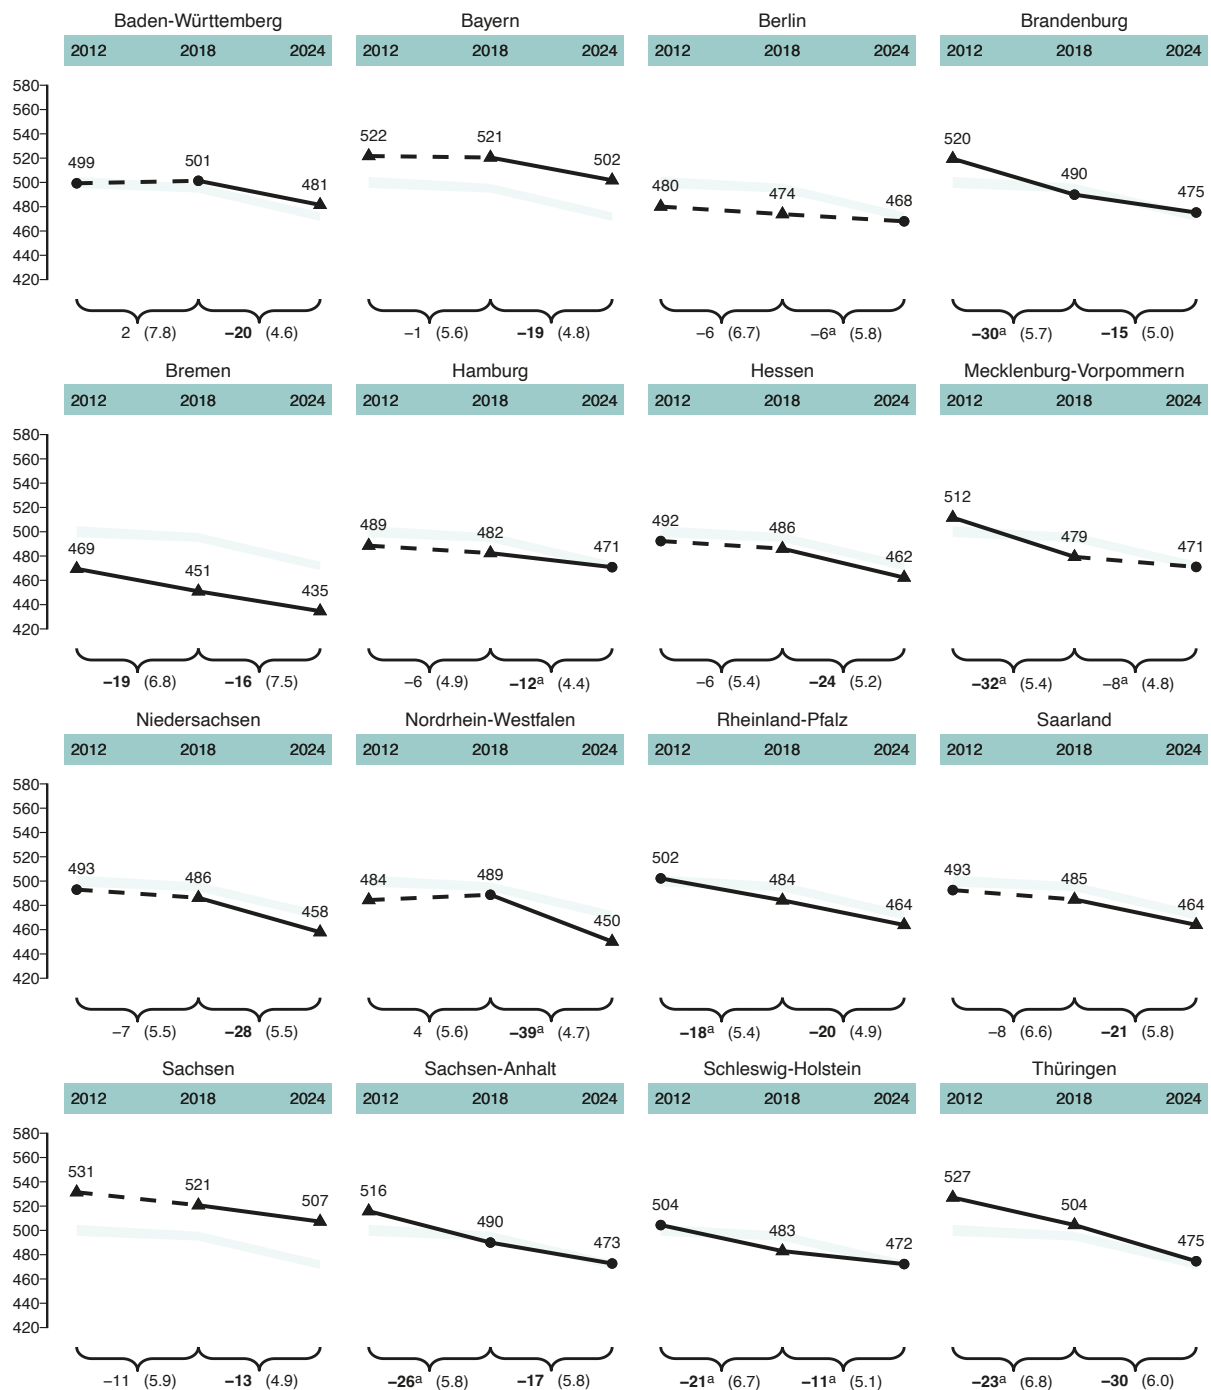 Baden-Württemberg Bayern Berlin Brandenburg
2012 2018 2024 2012 2018 2024 2012 2018 2024 2012 2018 2024
580
560
540
520
500
480
460
440
420
499 501 481
522 521 502
480 474 468
520 490 475
2 (7.8) −20 (4.6) −1 (5.6) −19 (4.8) −6 (6.7) −6ª (5.8) −30ª (5.7) −15 (5.0)
Bremen Hamburg Hessen Mecklenburg-Vorpommern
2012 2018 2024 2012 2018 2024 2012 2018 2024 2012 2018 2024
580
560
540
520
500
480
460
440
420
469 451 435
489 482 471
492 486 462
512 479 471
−19 (6.8) −16 (7.5) −6 (4.9) −12ª (4.4) −6 (5.4) −24 (5.2) −32ª (5.4) −8ª (4.8)
Niedersachsen Nordrhein-Westfalen Rheinland-Pfalz Saarland
2012 2018 2024 2012 2018 2024 2012 2018 2024 2012 2018 2024
580
560
540
520
500
480
460
440
420
493 486 458
484 489 450
502 484 464
493 485 464
−7 (5.5) −28 (5.5) 4 (5.6) −39ª (4.7) −18ª (5.4) −20 (4.9) −8 (6.6) −21 (5.8)
Sachsen Sachsen-Anhalt Schleswig-Holstein Thüringen
2012 2018 2024 2012 2018 2024 2012 2018 2024 2012 2018 2024
580
560
540
520
500
480
460
440
420
531 521 507
516 490 473
504 483 472
527 504 475
−11 (5.9) −13 (4.9) −26ª (5.8) −17 (5.8) −21ª (6.7) −11ª (5.1) −23ª (6.8) −30 (6.0)